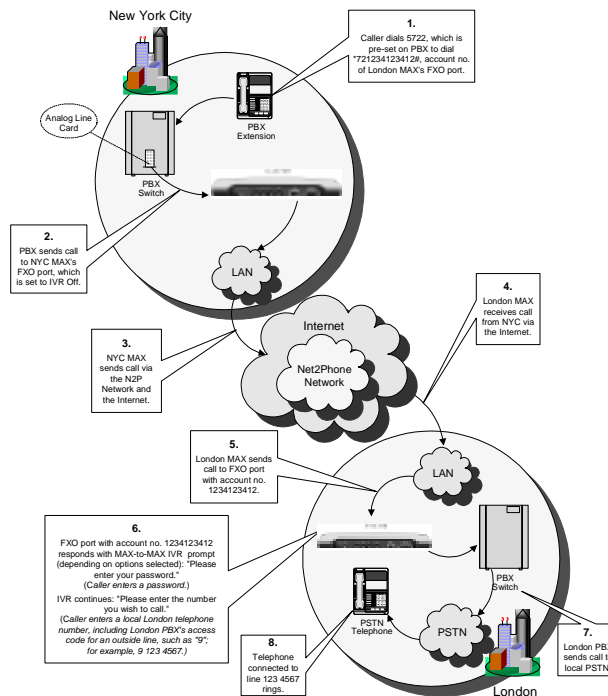 New York City
1.
Caller dials 5722, which is
pre-set on PBX to dial
*721234123412#, account no.
of London MAX's FXO port.
Analog Line
Card
PBX
Extension
PBX
Switch
2.
PBX sends call
to NYC MAX's
FXO port, which
is set to IVR Off.
LAN
3.
NYC MAX
sends call via
the N2P
Network and
the Internet.
Internet
Net2Phone
Network
4.
London MAX
receives call
from NYC via
the Internet.
5.
London MAX sends
call to FXO port
with account no.
1234123412.
LAN
6.
FXO port with account no. 1234123412
responds with MAX-to-MAX IVR prompt
(depending on options selected): "Please
enter your password."
(Caller enters a password.)
IVR continues: "Please enter the number
you wish to call."
(Caller enters a local London telephone
number, including London PBX's access
code for an outside line, such as "9";
for example, 9 123 4567.)
PBX
Switch
PSTN
Telephone
PSTN
7.
London PB
sends call t
local PSTN
8.
Telephone
connected to
line 123 4567
rings.
London